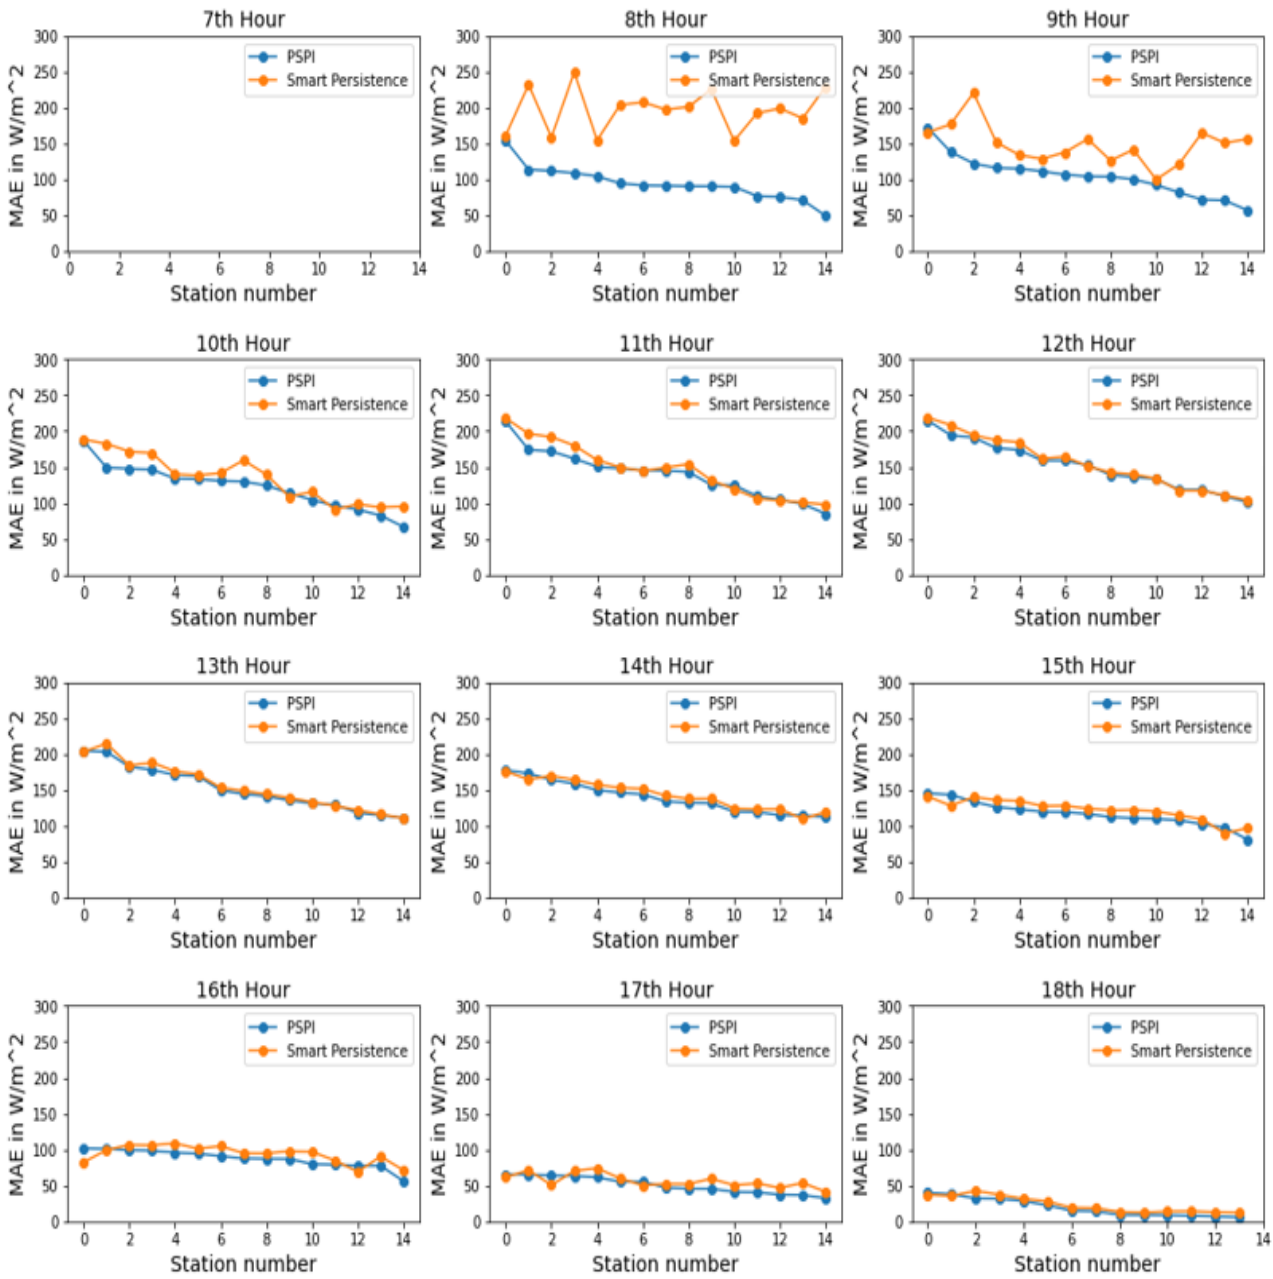 7th Hour
MAE in W/m^2
300
250
200
150
100
50
0
PSPI
Smart Persistence
0 2 4 6 8 10 12 14
Station number
8th Hour
MAE in W/m^2
300
250
200
150
100
50
0
PSPI
Smart Persistence
0 2 4 6 8 10 12 14
Station number
9th Hour
MAE in W/m^2
300
250
200
150
100
50
0
PSPI
Smart Persistence
0 2 4 6 8 10 12 14
Station number
10th Hour
MAE in W/m^2
300
250
200
150
100
50
0
PSPI
Smart Persistence
0 2 4 6 8 10 12 14
Station number
11th Hour
MAE in W/m^2
300
250
200
150
100
50
0
PSPI
Smart Persistence
0 2 4 6 8 10 12 14
Station number
12th Hour
MAE in W/m^2
300
250
200
150
100
50
0
PSPI
Smart Persistence
0 2 4 6 8 10 12 14
Station number
13th Hour
MAE in W/m^2
300
250
200
150
100
50
0
PSPI
Smart Persistence
0 2 4 6 8 10 12 14
Station number
14th Hour
MAE in W/m^2
300
250
200
150
100
50
0
PSPI
Smart Persistence
0 2 4 6 8 10 12 14
Station number
15th Hour
MAE in W/m^2
300
250
200
150
100
50
0
PSPI
Smart Persistence
0 2 4 6 8 10 12 14
Station number
16th Hour
MAE in W/m^2
300
250
200
150
100
50
0
PSPI
Smart Persistence
0 2 4 6 8 10 12 14
Station number
17th Hour
MAE in W/m^2
300
250
200
150
100
50
0
PSPI
Smart Persistence
0 2 4 6 8 10 12 14
Station number
18th Hour
MAE in W/m^2
300
250
200
150
100
50
0
PSPI
Smart Persistence
0 2 4 6 8 10 12 14
Station number